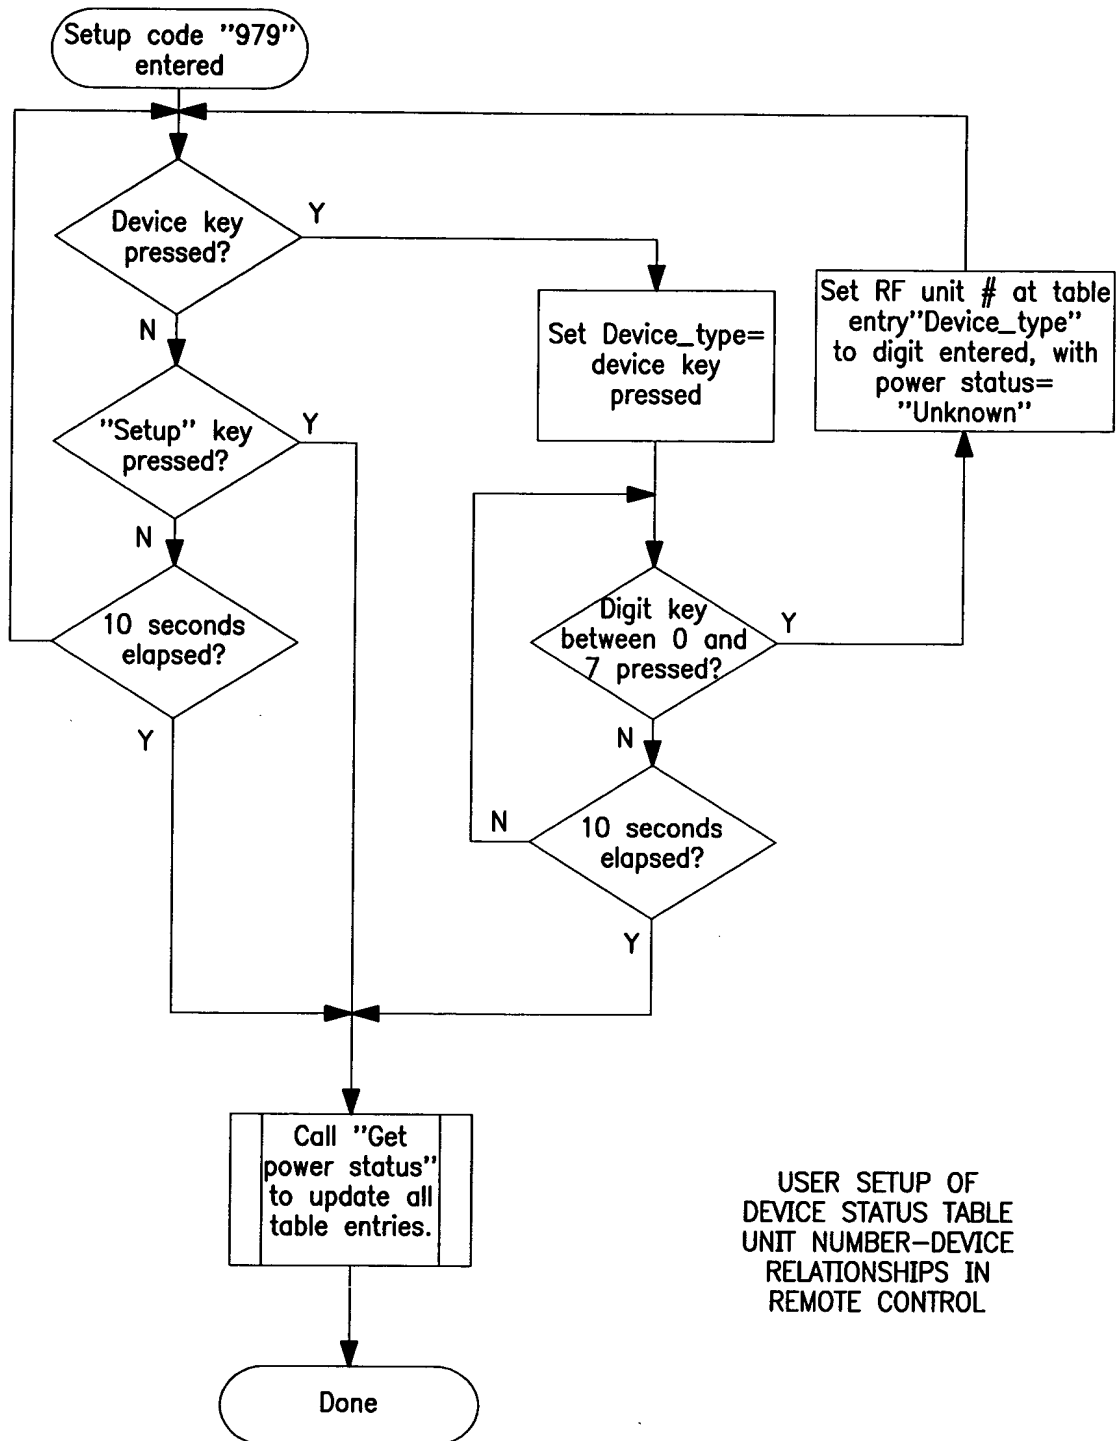 Setup code "979"
entered
Device key
pressed?
Y
N
Set Device_type=
device key
pressed
Set RF unit # at table
entry"Device_type"
to digit entered, with
power status=
"Unknown"
"Setup" key
pressed?
Y
N
10 seconds
elapsed?
Y
Digit key
between 0 and
7 pressed?
Y
N
10 seconds
elapsed?
N
Y
Call "Get
power status"
to update all
table entries.
Done
USER SETUP OF
DEVICE STATUS TABLE
UNIT NUMBER-DEVICE
RELATIONSHIPS IN
REMOTE CONTROL